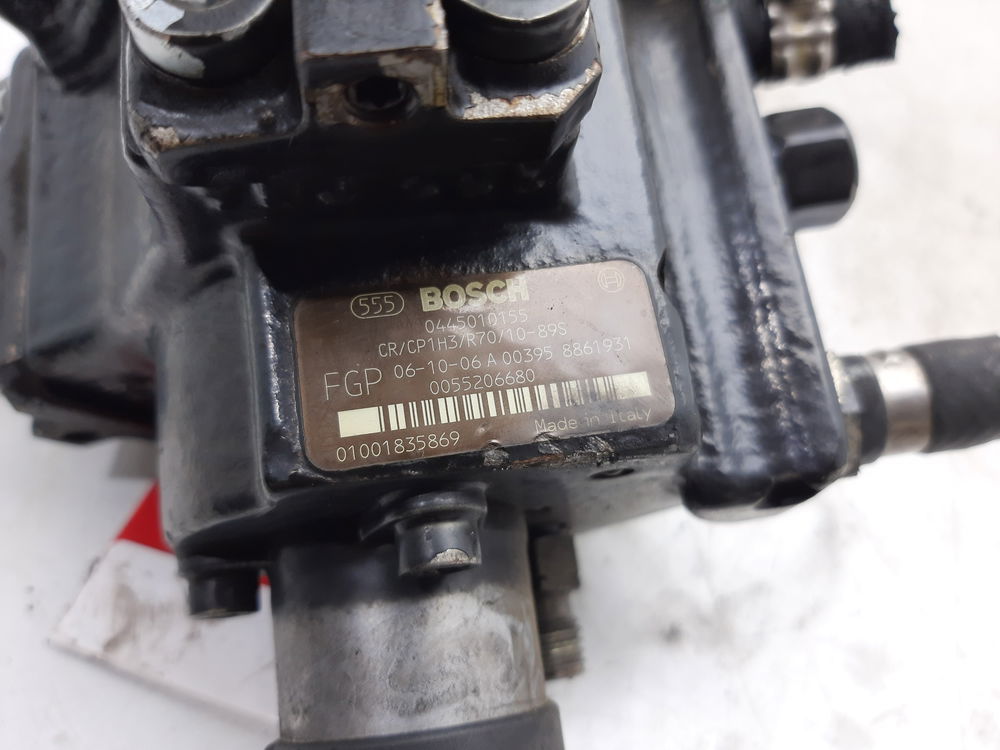 555 BOSCH
0445010155
CR/CP1H3/R70/10-89S
FGP 06-10-06 A 00395 8861931
0055206680
Made in Italy
01001835869